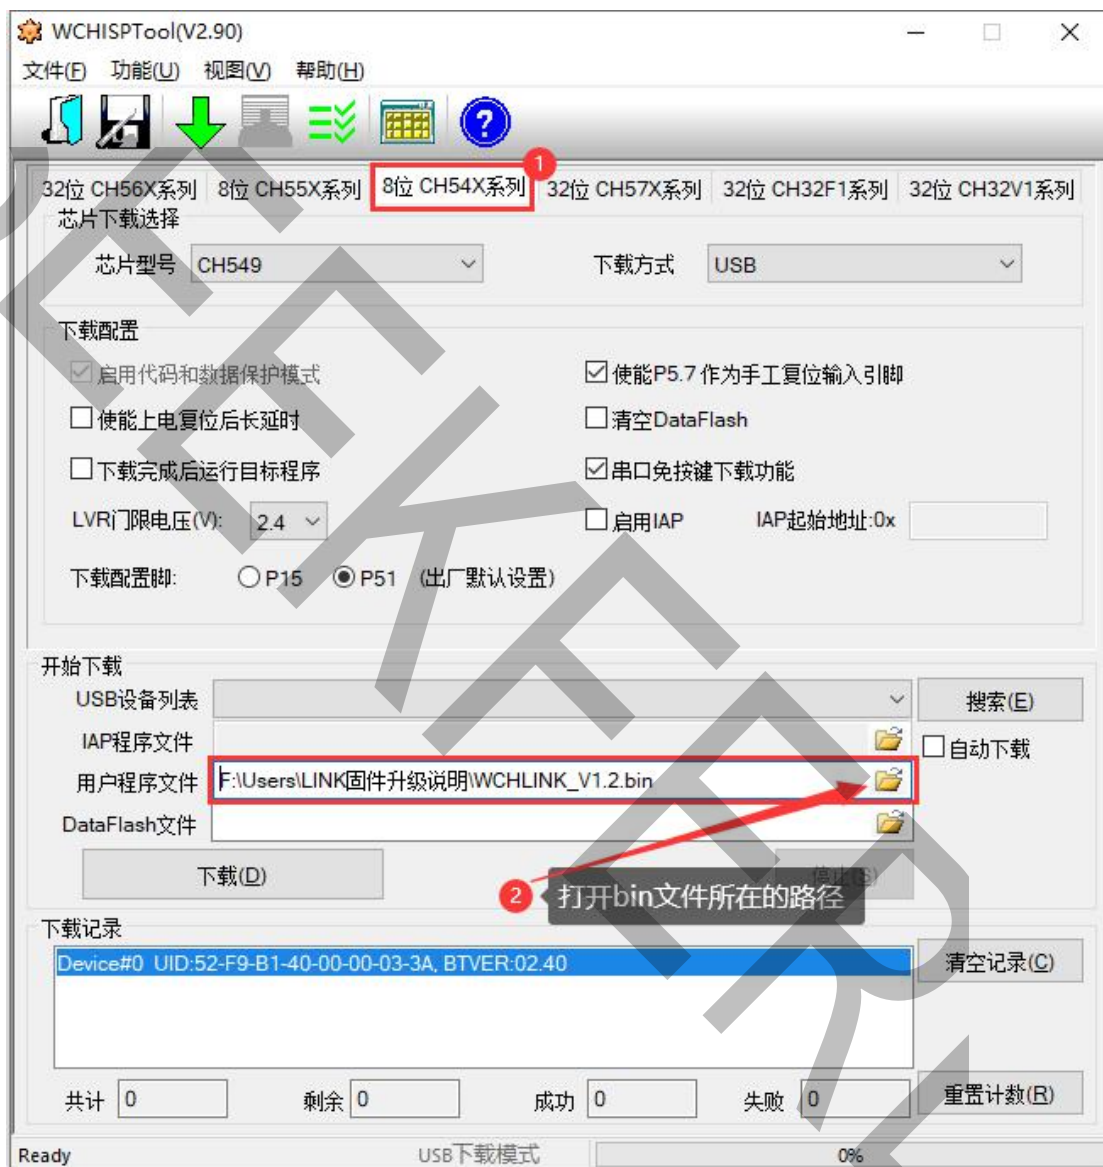 WCHISPTool(V2.90)
文件(F) 功能(U) 视图(V) 帮助(H)
1
32位 CH56X系列 8位 CH55X系列 8位 CH54X系列 32位 CH57X系列 32位 CH32F1系列 32位 CH32V1系列
芯片下载选择
芯片型号 CH549 下载方式 USB
下载配置
启用代码和数据保护模式 使能P5.7作为手工复位输入引脚
使能上电复位后长延时 清空DataFlash
下载完成后运行目标程序 串口免按键下载功能
LVR门限电压(V): 2.4 启用IAP IAP起始地址:0x
下载配置脚: P15 P51 (出厂默认设置)
开始下载
USB设备列表 搜索(E)
IAP程序文件 自动下载
用户程序文件 F:\Users\LINK固件升级说明\WCHLINK_V1.2.bin
DataFlash文件
下载(D) 停止(S)
2 打开bin文件所在的路径
下载记录
Device#0 UID:52-F9-B1-40-00-00-03-3A, BTVER:02.40
清空记录(C)
共计 0 剩余 0 成功 0 失败 0 重置计数(R)
Ready USB下载模式 0%